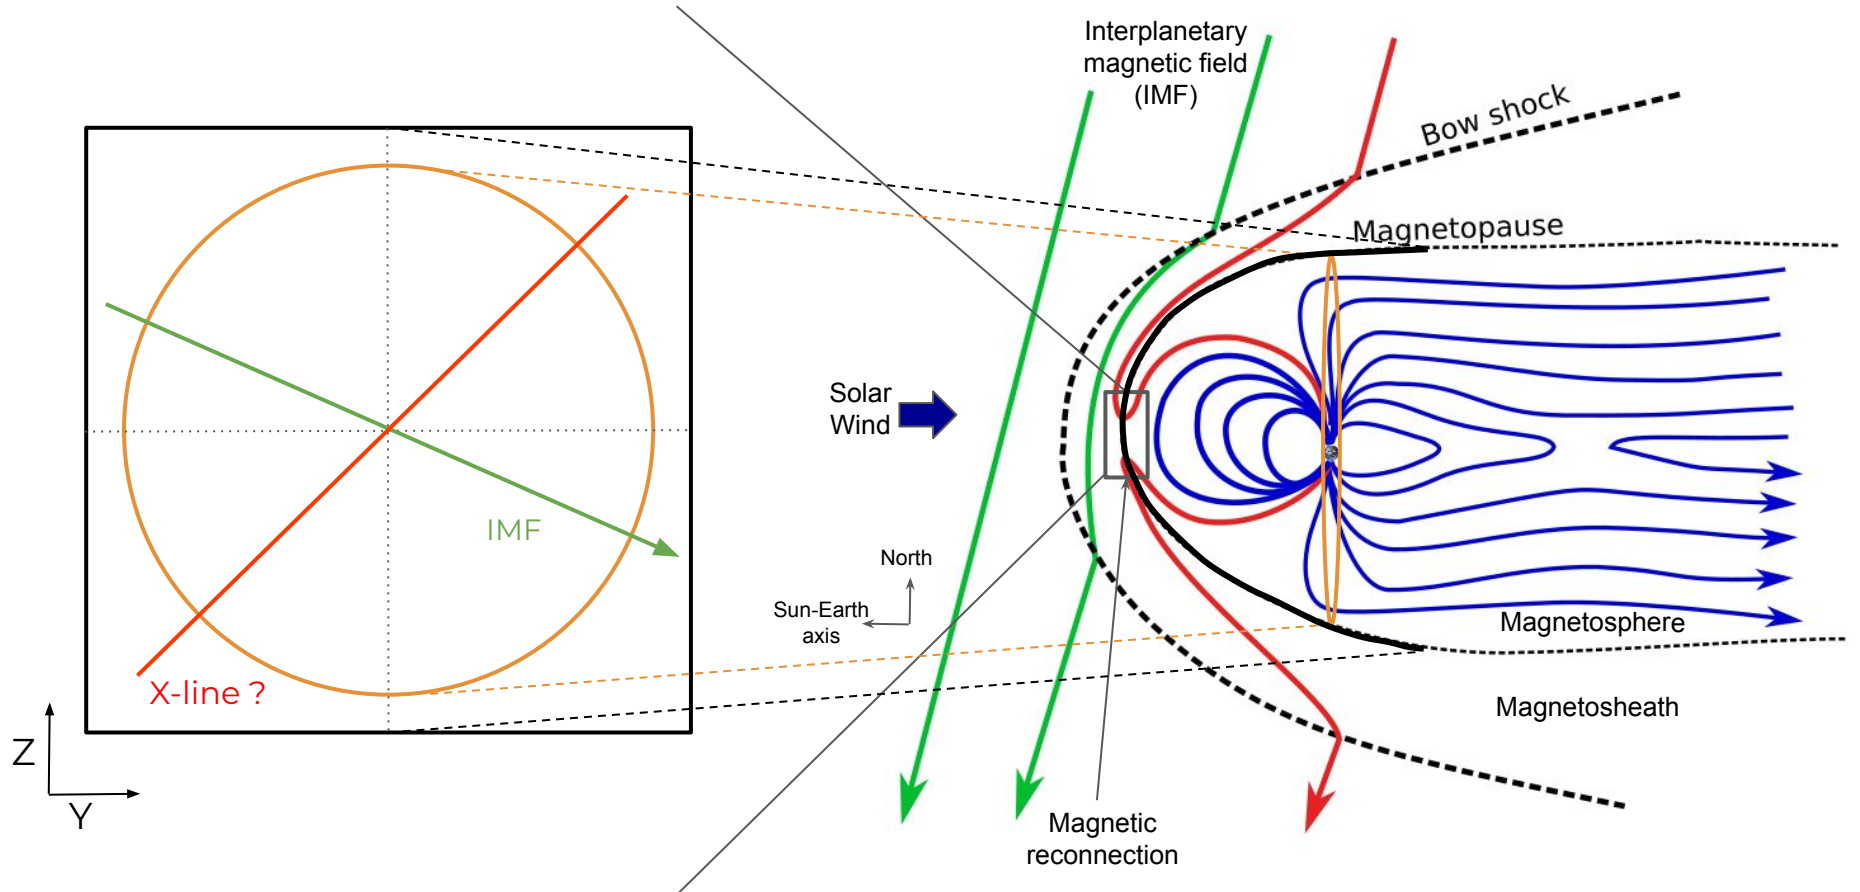 Interplanetary
magnetic field
(IMF)
Bow shock
Magnetopause
Solar
Wind
IMF
North
Sun-Earth
axis
Magnetosphere
X-line ?
Magnetosheath
Z
Y
Magnetic
reconnection